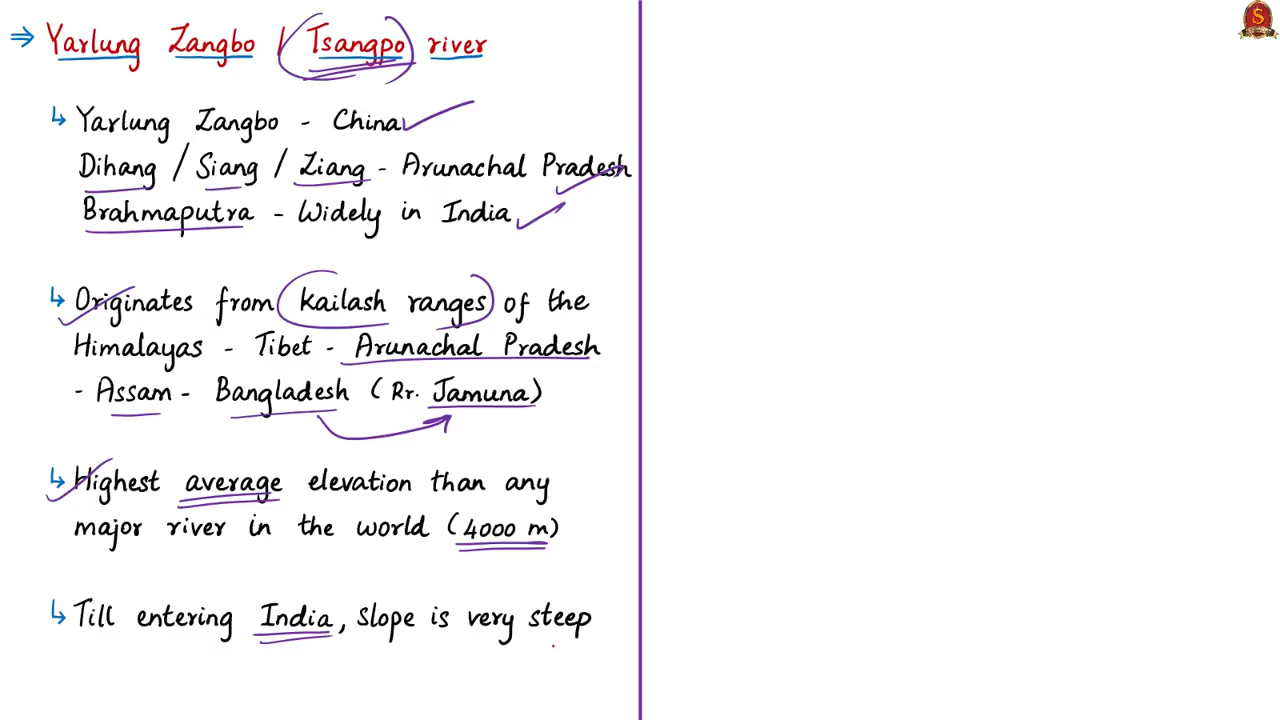 ⇒ Yarlung Zangbo / Tsangpo river
↳ Yarlung Zangbo - China
Dihang / Siang / Ziang - Arunachal Pradesh
Brahmaputra - Widely in India
↳ Originates from kailash ranges of the
Himalayas - Tibet - Arunachal Pradesh
- Assam - Bangladesh (Rr. Jamuna)
↳ Highest average elevation than any
major river in the world (4000 m)
↳ Till entering India, slope is very steep
S